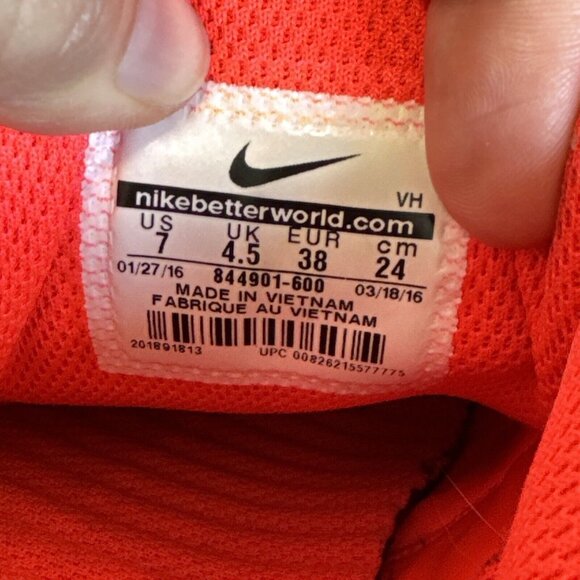 VH
nikebetterworld.com
US UK EUR cm
7 4.5 38 24
01/27/16 844901-600 03/18/16
MADE IN VIETNAM
FABRIQUE AU VIETNAM
201891813 UPC 00826215577775